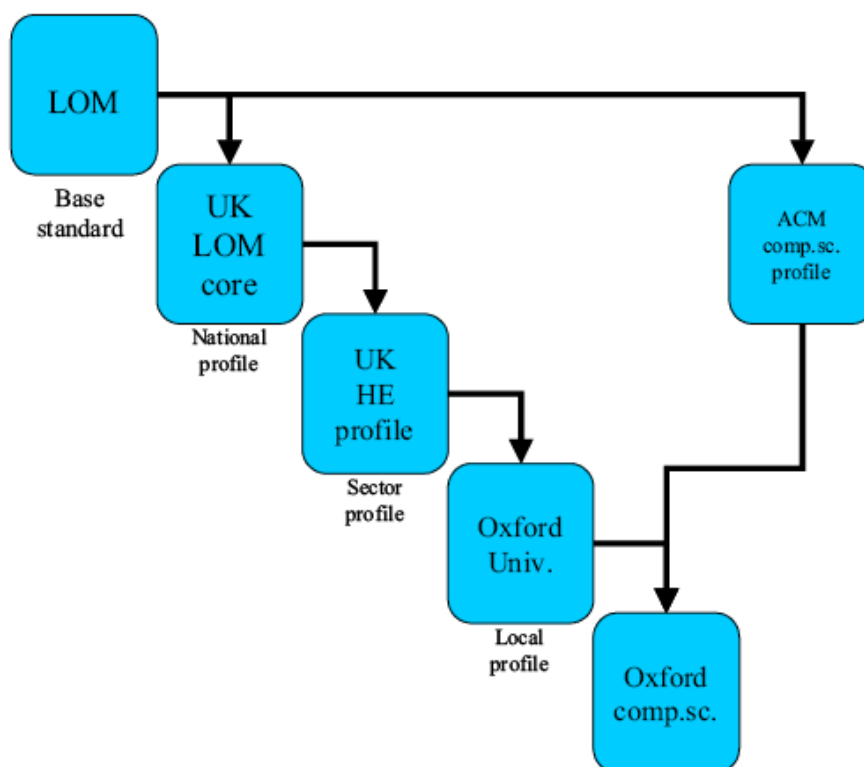 LOM
Base
standard
UK
LOM
core
National
profile
ACM
comp.sc.
profile
UK
HE
profile
Sector
profile
Oxford
Univ.
Local
profile
Oxford
comp.sc.